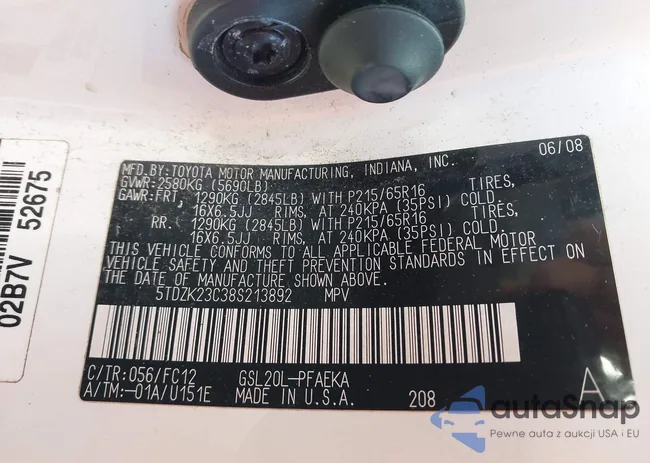 02B7V 52675
MFD.BY:TOYOTA MOTOR MANUFACTURING, INDIANA, INC. 06/08
GVWR:2580KG (5690LB)
GAWR:FRT, 1290KG (2845LB) WITH P215/65R16 TIRES,
16X6.5JJ RIMS, AT 240KPA (35PSI) COLD.
RR. 1290KG (2845LB) WITH P215/65R16 TIRES,
16X6.5JJ RIMS, AT 240KPA (35PSI) COLD.
THIS VEHICLE CONFORMS TO ALL APPLICABLE FEDERAL MOTOR
VEHICLE SAFETY AND THEFT PREVENTION STANDARDS IN EFFECT ON
THE DATE OF MANUFACTURE SHOWN ABOVE.
5TDZK23C38S213892 MPV
C/TR:056/FC12 GSL20L-PFAEKA A
A/TM:-01A/U151E MADE IN U.S.A. 208
autoSnap
Pewne auta z aukcji USA i EU